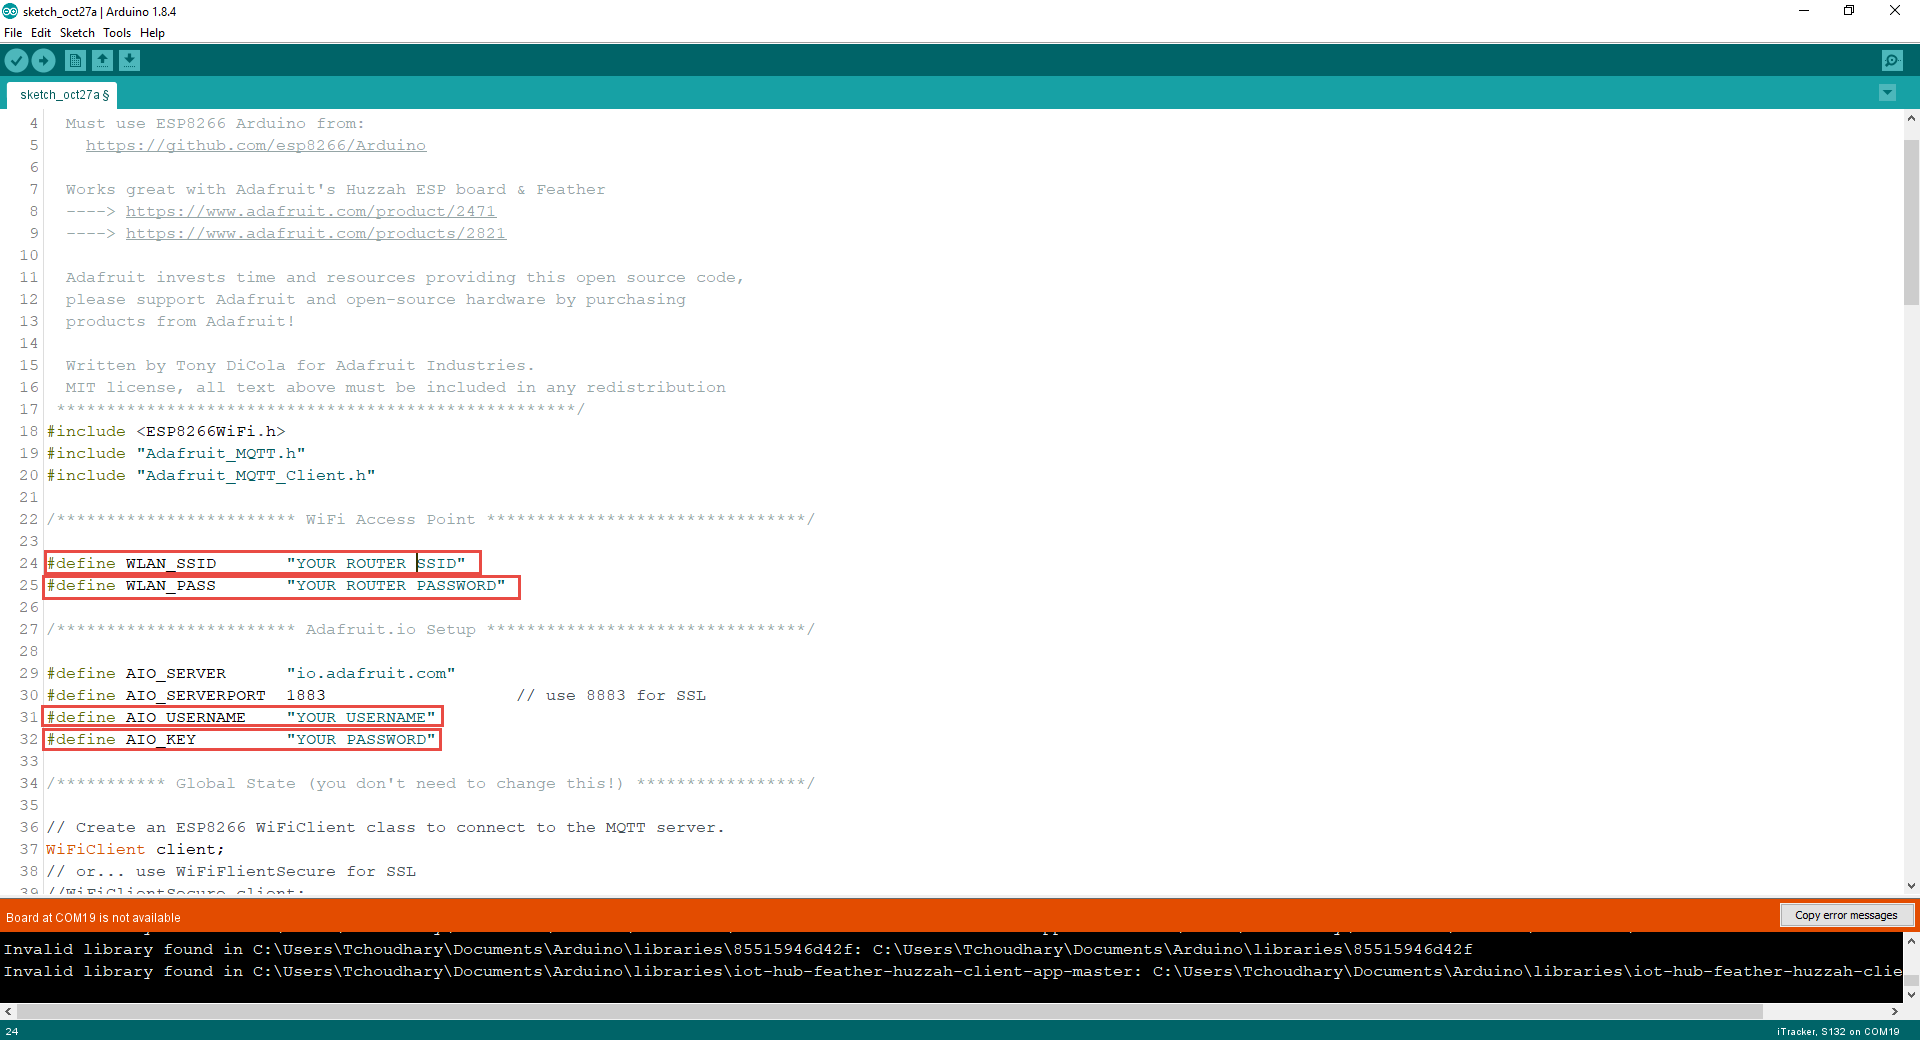 sketch_oct27a | Arduino 1.8.4
File Edit Sketch Tools Help
sketch_oct27a §
4 Must use ESP8266 Arduino from:
5 https://github.com/esp8266/Arduino
6
7 Works great with Adafruit's Huzzah ESP board & Feather
8 ----> https://www.adafruit.com/product/2471
9 ----> https://www.adafruit.com/products/2821
10
11 Adafruit invests time and resources providing this open source code,
12 please support Adafruit and open-source hardware by purchasing
13 products from Adafruit!
14
15 Written by Tony DiCola for Adafruit Industries.
16 MIT license, all text above must be included in any redistribution
17 ****************************************************/
18 #include <ESP8266WiFi.h>
19 #include "Adafruit_MQTT.h"
20 #include "Adafruit_MQTT_Client.h"
21
22 /************************ WiFi Access Point ********************************/
23
24 #define WLAN_SSID "YOUR ROUTER SSID"
25 #define WLAN_PASS "YOUR ROUTER PASSWORD"
26
27 /************************ Adafruit.io Setup ********************************/
28
29 #define AIO_SERVER "io.adafruit.com"
30 #define AIO_SERVERPORT 1883 // use 8883 for SSL
31 #define AIO_USERNAME "YOUR USERNAME"
32 #define AIO_KEY "YOUR PASSWORD"
33
34 /*********** Global State (you don't need to change this!) *****************/
35
36 // Create an ESP8266 WiFiClient class to connect to the MQTT server.
37 WiFiClient client;
38 // or... use WiFiFlientSecure for SSL
39 //WiFiClientSecure client;
Board at COM19 is not available
Copy error messages
Invalid library found in C:\Users\Tchoudhary\Documents\Arduino\libraries\85515946d42f: C:\Users\Tchoudhary\Documents\Arduino\libraries\85515946d42f
Invalid library found in C:\Users\Tchoudhary\Documents\Arduino\libraries\iot-hub-feather-huzzah-client-app-master: C:\Users\Tchoudhary\Documents\Arduino\libraries\iot-hub-feather-huzzah-clie
24
iTracker, S132 on COM19